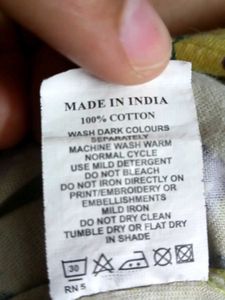 MADE IN INDIA
100% COTTON
WASH DARK COLOURS
SEPARATELY
MACHINE WASH WARM
NORMAL CYCLE
USE MILD DETERGENT
DO NOT BLEACH
DO NOT IRON DIRECTLY ON
PRINT/EMBROIDERY OR
EMBELLISHMENTS
MILD IRON
DO NOT DRY CLEAN
TUMBLE DRY OR FLAT DRY
IN SHADE
30
RN 5